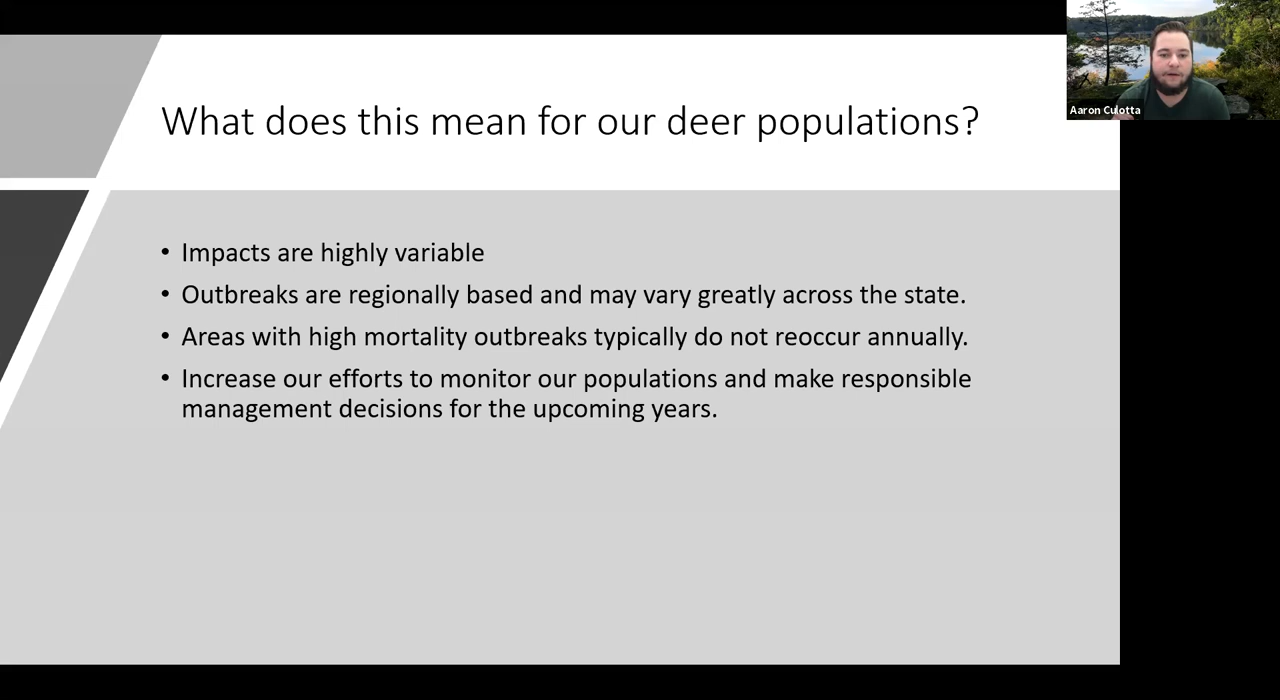 Aaron Culotta
What does this mean for our deer populations?
• Impacts are highly variable
• Outbreaks are regionally based and may vary greatly across the state.
• Areas with high mortality outbreaks typically do not reoccur annually.
• Increase our efforts to monitor our populations and make responsible
management decisions for the upcoming years.